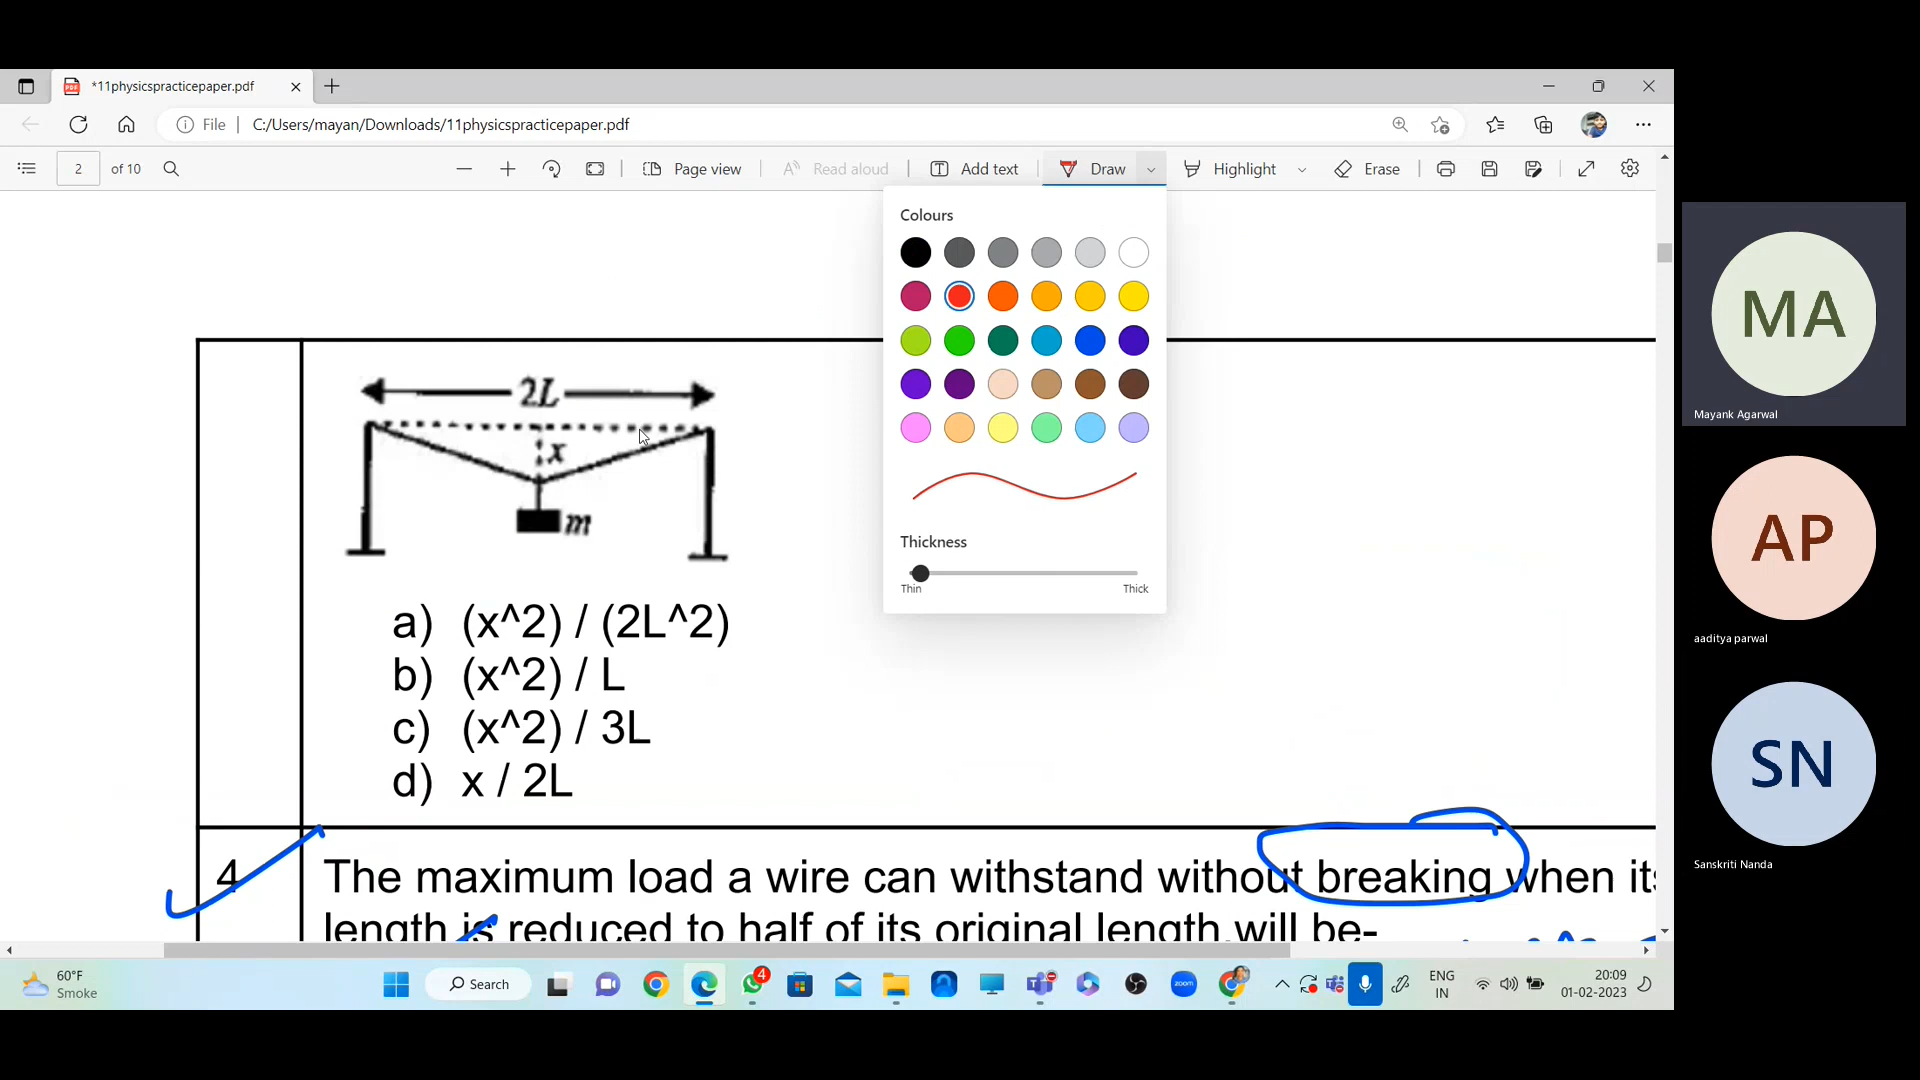 *11physicspracticepaper.pdf
File C:/Users/mayan/Downloads/11physicspracticepaper.pdf
2 of 10 Page view Read aloud Add text Draw Highlight Erase
Colours
Thickness
Thin Thick
2L
x
m
a) (x^2) / (2L^2)
b) (x^2) / L
c) (x^2) / 3L
d) x / 2L
4 The maximum load a wire can withstand without breaking when its
length is reduced to half of its original length,will be-
MA
Mayank Agarwal
AP
aaditya parwal
SN
Sanskriti Nanda
60°F
Smoke
Search
4
zoom
ENG
IN
20:09
01-02-2023